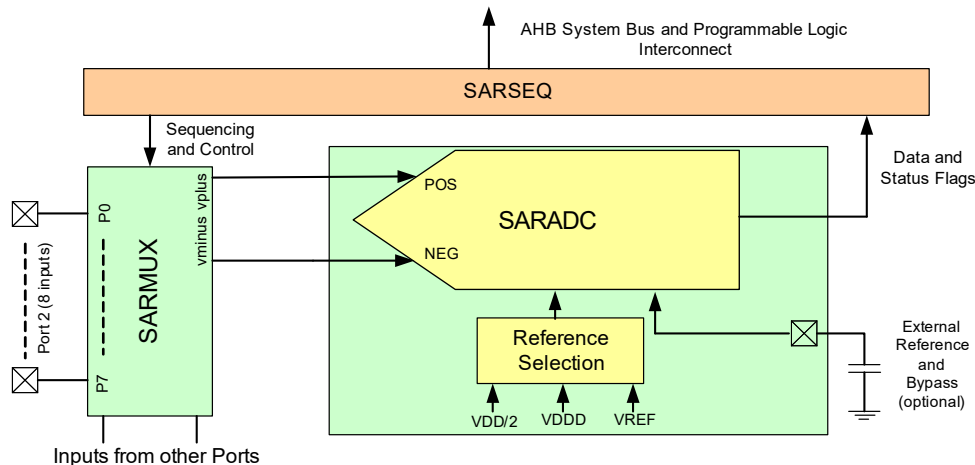 AHB System Bus and Programmable Logic
Interconnect
SARSEQ
Sequencing
and Control
Data and
Status Flags
vminus vplus
POS
P0
SARADC
Port 2 (8 inputs)
SARMUX
NEG
Reference
Selection
External
Reference
and
Bypass
(optional)
P7
VDD/2
VDDD
VREF
Inputs from other Ports